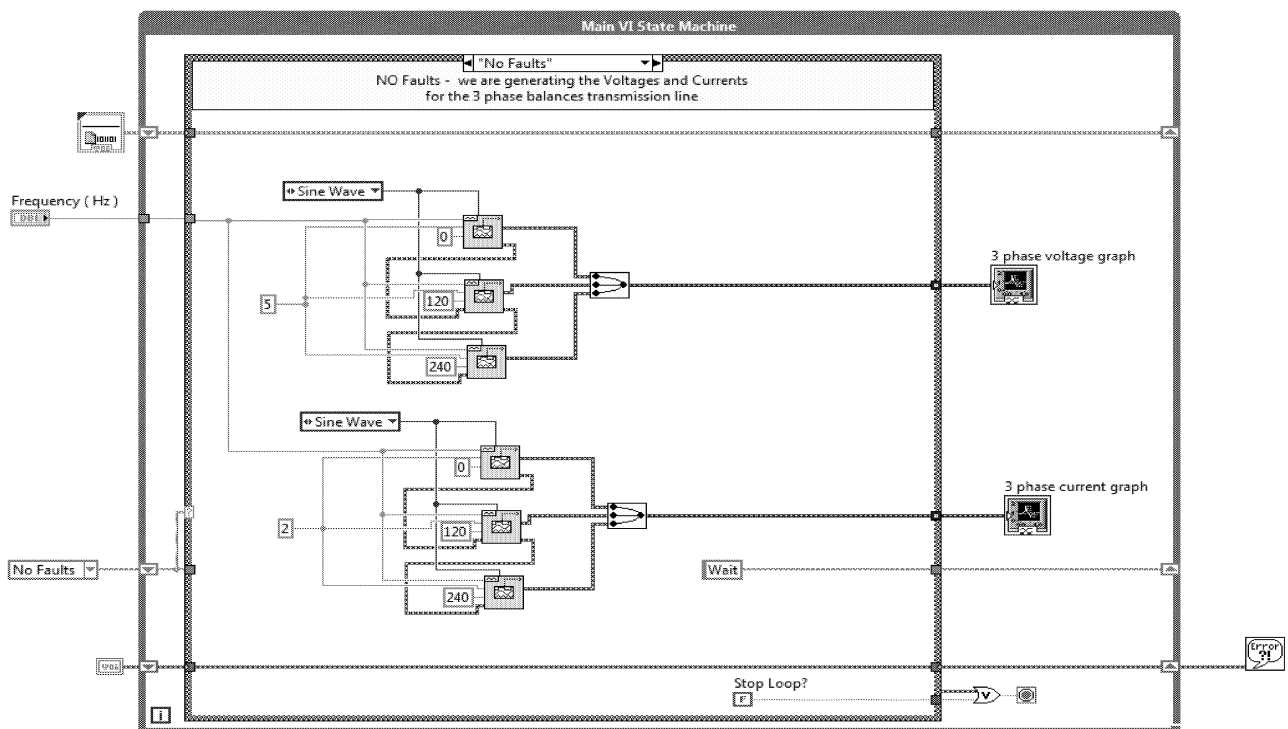 Main VI State Machine
"No Faults"
NO Faults - we are generating the Voltages and Currents
for the 3 phase balances transmission line
Sine Wave
Frequency ( Hz )
DBL
0
3 phase voltage graph
5
120
240
Sine Wave
0
3 phase current graph
2
120
No Faults
Wait
240
Error
?!
Stop Loop?
F
V
i